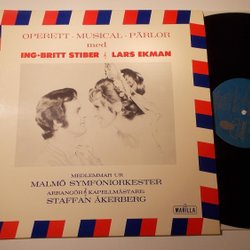 OPERETT - MUSICAL - PÄRLOR
med
ING-BRITT STIBER & LARS EKMAN
MEDLEMMAR UR
MALMÖ SYMFONIORKESTER
ARRANGÖR & KAPELLMÄSTARE:
STAFFAN ÅKERBERG
MARILLA